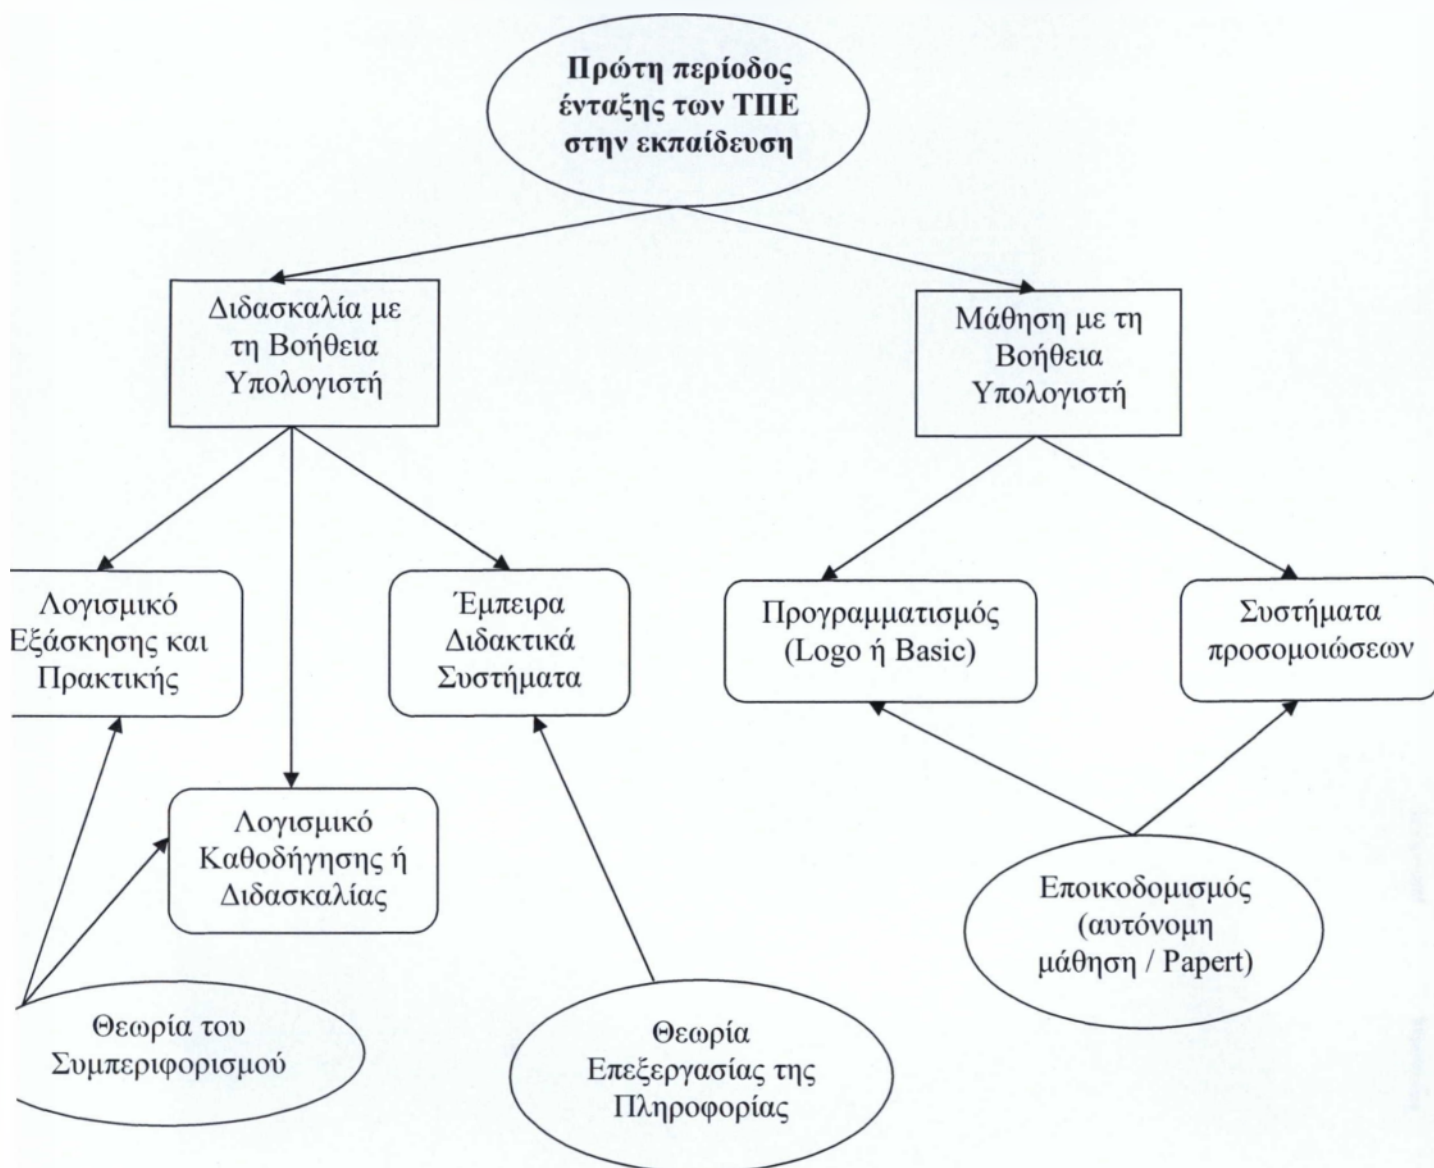 Πρώτη περίοδος
ένταξης των ΤΠΕ
στην εκπαίδευση
Διδασκαλία με
τη Βοήθεια
Υπολογιστή
Μάθηση με τη
Βοήθεια
Υπολογιστή
Λογισμικό
Εξάσκησης και
Πρακτικής
Έμπειρα
Διδακτικά
Συστήματα
Προγραμματισμός
(Logo ή Basic)
Συστήματα
προσομοιώσεων
Λογισμικό
Καθοδήγησης ή
Διδασκαλίας
Εποικοδομισμός
(αυτόνομη
μάθηση / Papert)
Θεωρία του
Συμπεριφορισμού
Θεωρία
Επεξεργασίας της
Πληροφορίας